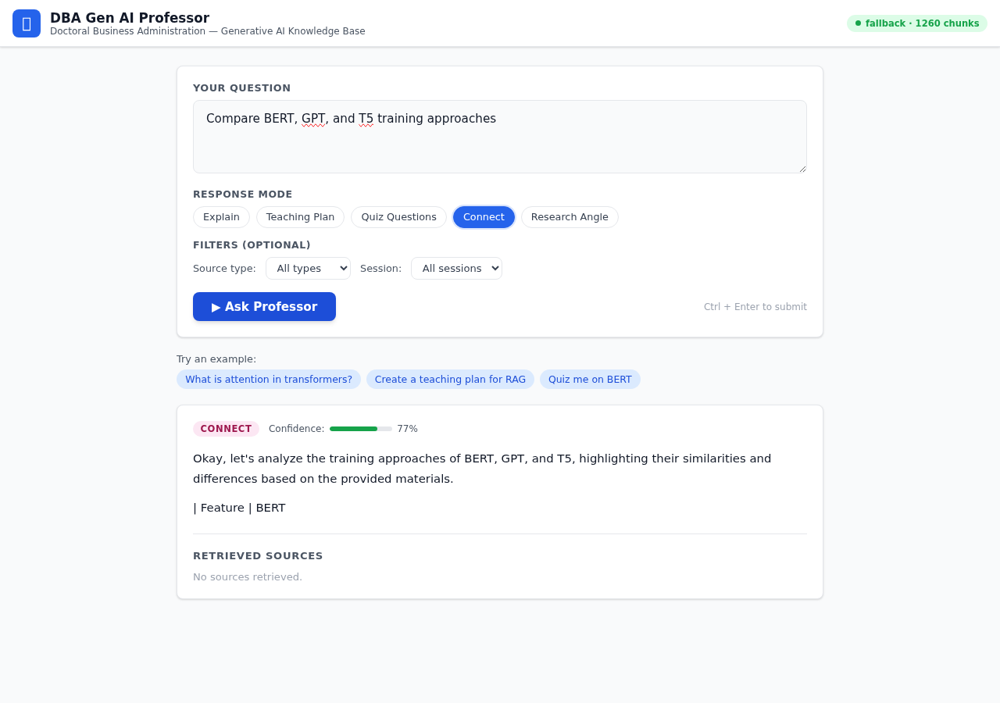 DBA Gen AI Professor
Doctoral Business Administration — Generative AI Knowledge Base
fallback · 1260 chunks
YOUR QUESTION
Compare BERT, GPT, and T5 training approaches
RESPONSE MODE
Explain
Teaching Plan
Quiz Questions
Connect
Research Angle
FILTERS (OPTIONAL)
Source type:
All types
Session:
All sessions
▶ Ask Professor
Ctrl + Enter to submit
Try an example:
What is attention in transformers?
Create a teaching plan for RAG
Quiz me on BERT
CONNECT
Confidence:
77%
Okay, let's analyze the training approaches of BERT, GPT, and T5, highlighting their similarities and
differences based on the provided materials.
| Feature | BERT
RETRIEVED SOURCES
No sources retrieved.